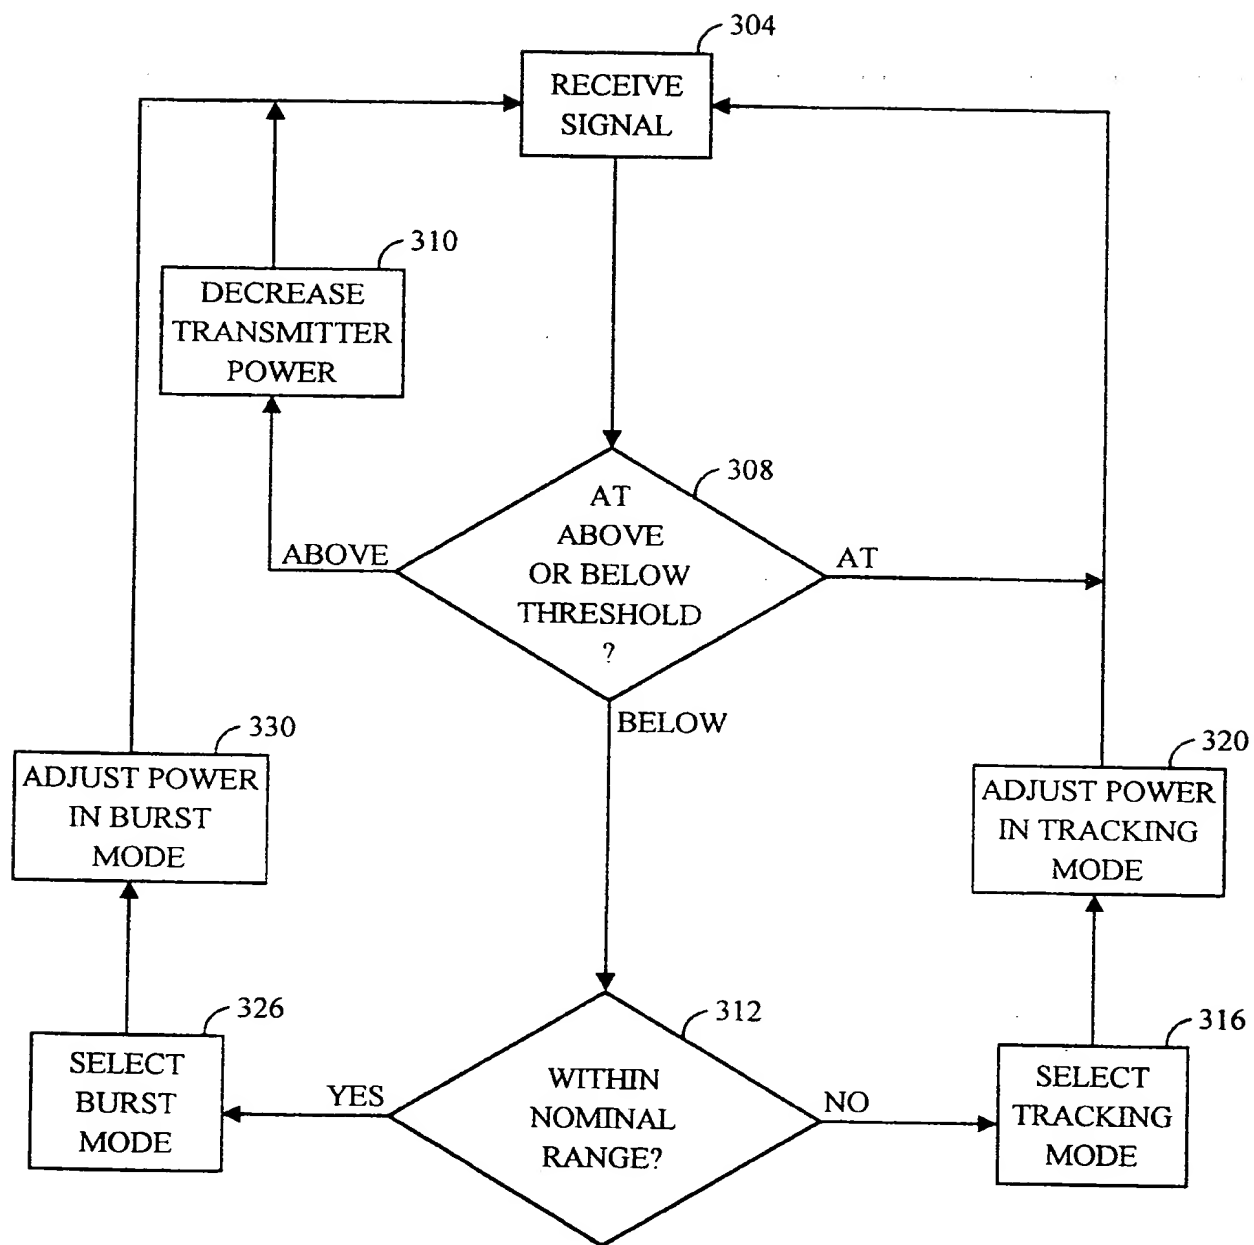 304
RECEIVE
SIGNAL
310
DECREASE
TRANSMITTER
POWER
308
AT
ABOVE
OR BELOW
THRESHOLD
?
ABOVE
AT
BELOW
330
ADJUST POWER
IN BURST
MODE
320
ADJUST POWER
IN TRACKING
MODE
326
SELECT
BURST
MODE
312
WITHIN
NOMINAL
RANGE?
YES
NO
316
SELECT
TRACKING
MODE